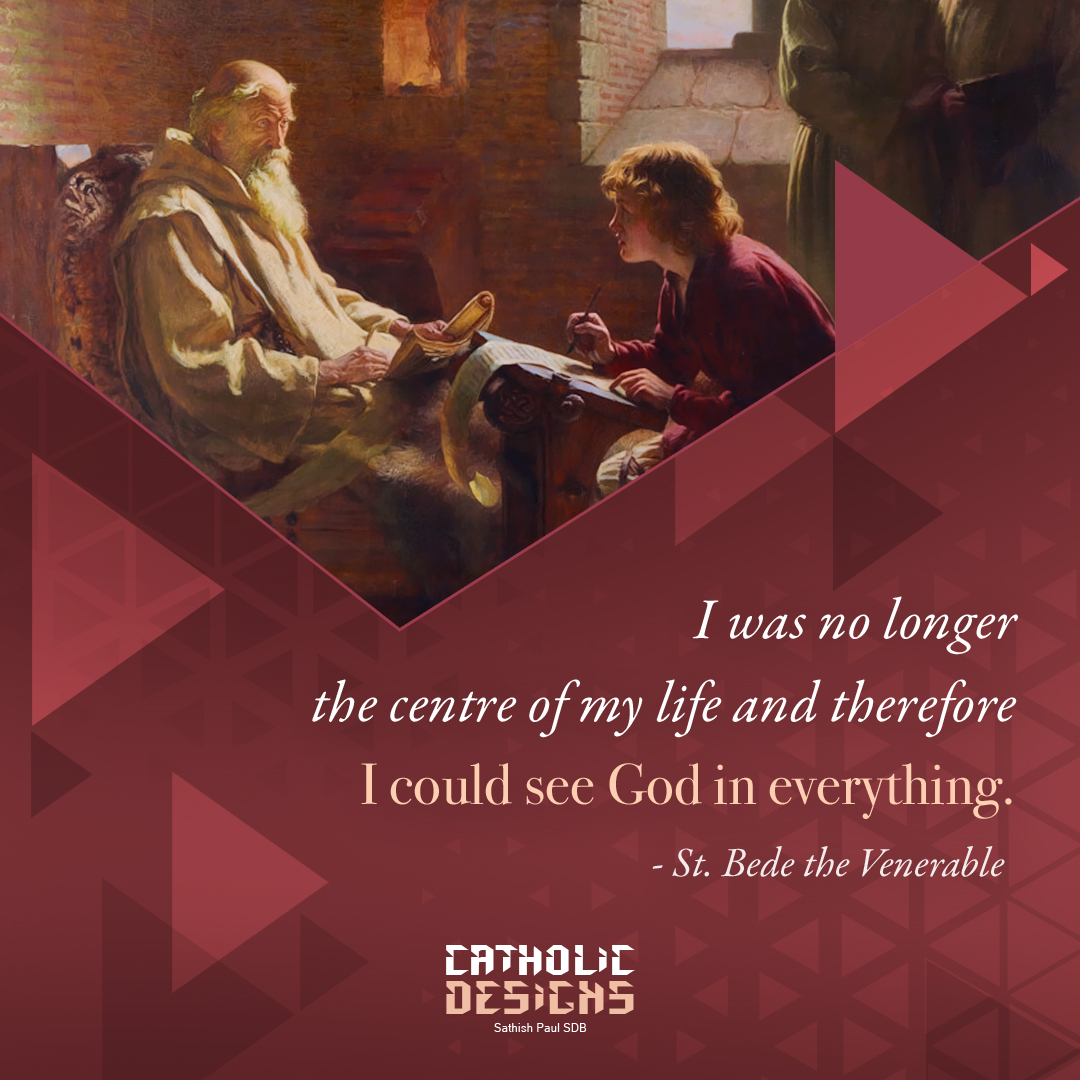 I was no longer
the centre of my life and therefore
I could see God in everything.
- St. Bede the Venerable
CATHOLIC
DESIGNS
Sathish Paul SDB